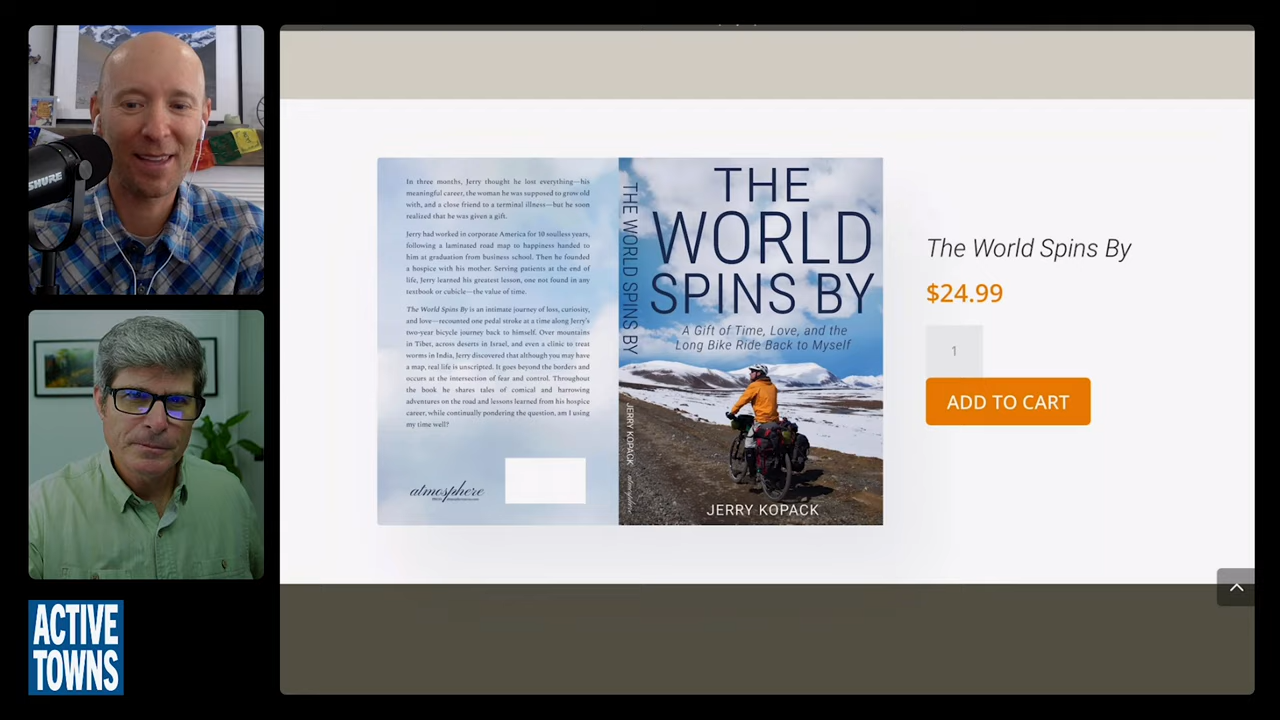 SHURE
In three months, Jerry thought he lost everything—his
meaningful career, the woman he was supposed to grow old
with, and a close friend to a terminal illness—but he soon
realized that he was given a gift.
Jerry had worked in corporate America for 10 soulless years,
following a laminated road map to happiness handed to
him at graduation from business school. Then he founded
a hospice with his mother. Serving patients at the end of
life, Jerry learned his greatest lesson, one not found in any
textbook or cubicle—the value of time.
The World Spins By is an intimate journey of loss, curiosity,
and love—recounted one pedal stroke at a time along Jerry's
two-year bicycle journey back to himself. Over mountains
in Tibet, across deserts in Israel, and even a clinic to treat
worms in India, Jerry discovered that although you may have
a map, real life is unscripted. It goes beyond the borders and
occurs at the intersection of fear and control. Throughout
the book he shares tales of comical and harrowing
adventures on the road and lessons learned from his hospice
career, while continually pondering the question, am I using
my time well?
atmosphere
THE WORLD SPINS BY
JERRY KOPACK
THE
WORLD
SPINS BY
A Gift of Time, Love, and the
Long Bike Ride Back to Myself
JERRY KOPACK
The World Spins By
$24.99
1
ADD TO CART
ACTIVE
TOWNS